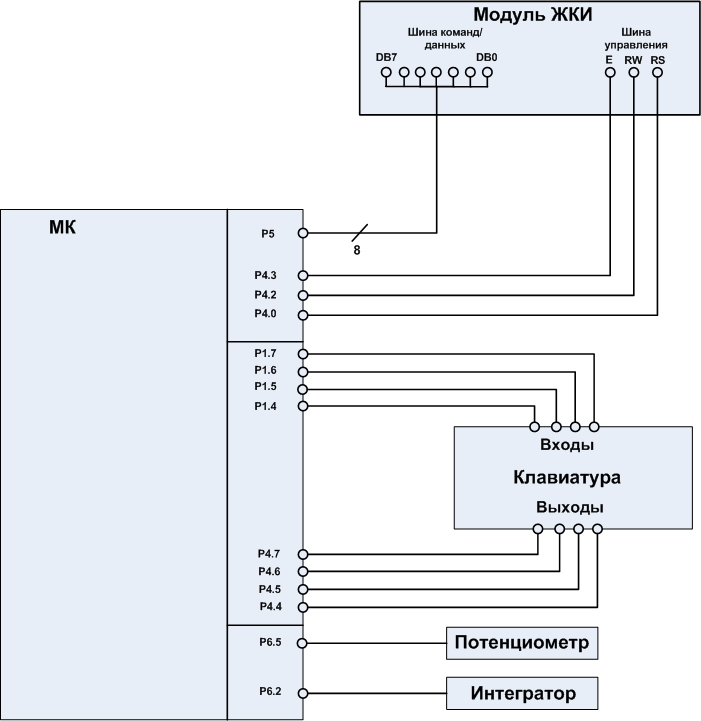 Модуль ЖКИ
Шина команд/
данных
Шина
управления
DB7
DB0
E
RW
RS
МК
P5
8
P4.3
P4.2
P4.0
P1.7
P1.6
P1.5
P1.4
Входы
Клавиатура
Выходы
P4.7
P4.6
P4.5
P4.4
P6.5
Потенциометр
P6.2
Интегратор